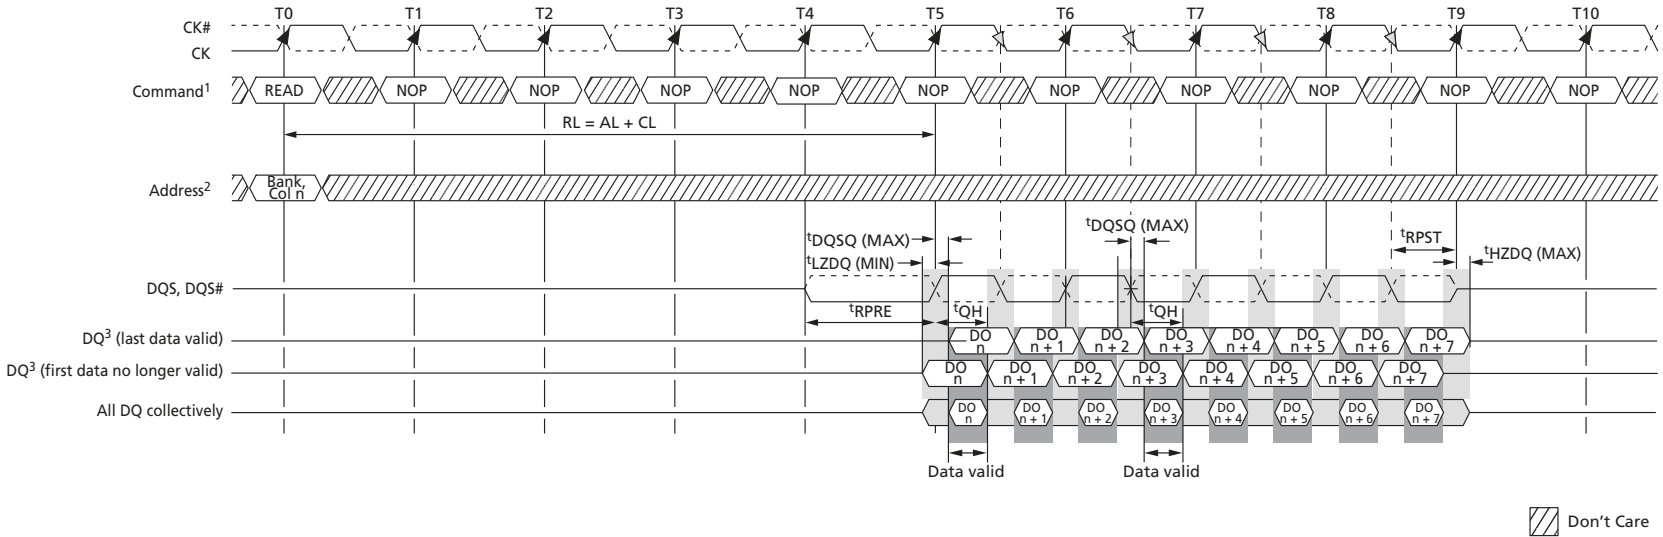 T0 T1 T2 T3 T4 T5 T6 T7 T8 T9 T10
CK#
CK
Command1 READ NOP NOP NOP NOP NOP NOP NOP NOP NOP NOP
RL = AL + CL
Address2 Bank,
Col n
tDQSQ (MAX) tDQSQ (MAX) tRPST
tLZDQ (MIN) tHZDQ (MAX)
DQS, DQS#
tRPRE tQH tQH
DQ3 (last data valid) DO DO DO DO DO DO DO DO
n n + 1 n + 2 n + 3 n + 4 n + 5 n + 6 n + 7
DQ3 (first data no longer valid) DO DO DO DO DO DO DO DO
n n + 1 n + 2 n + 3 n + 4 n + 5 n + 6 n + 7
All DQ collectively DO DO DO DO DO DO DO DO
n n + 1 n + 2 n + 3 n + 4 n + 5 n + 6 n + 7
Data valid Data valid
Don't Care